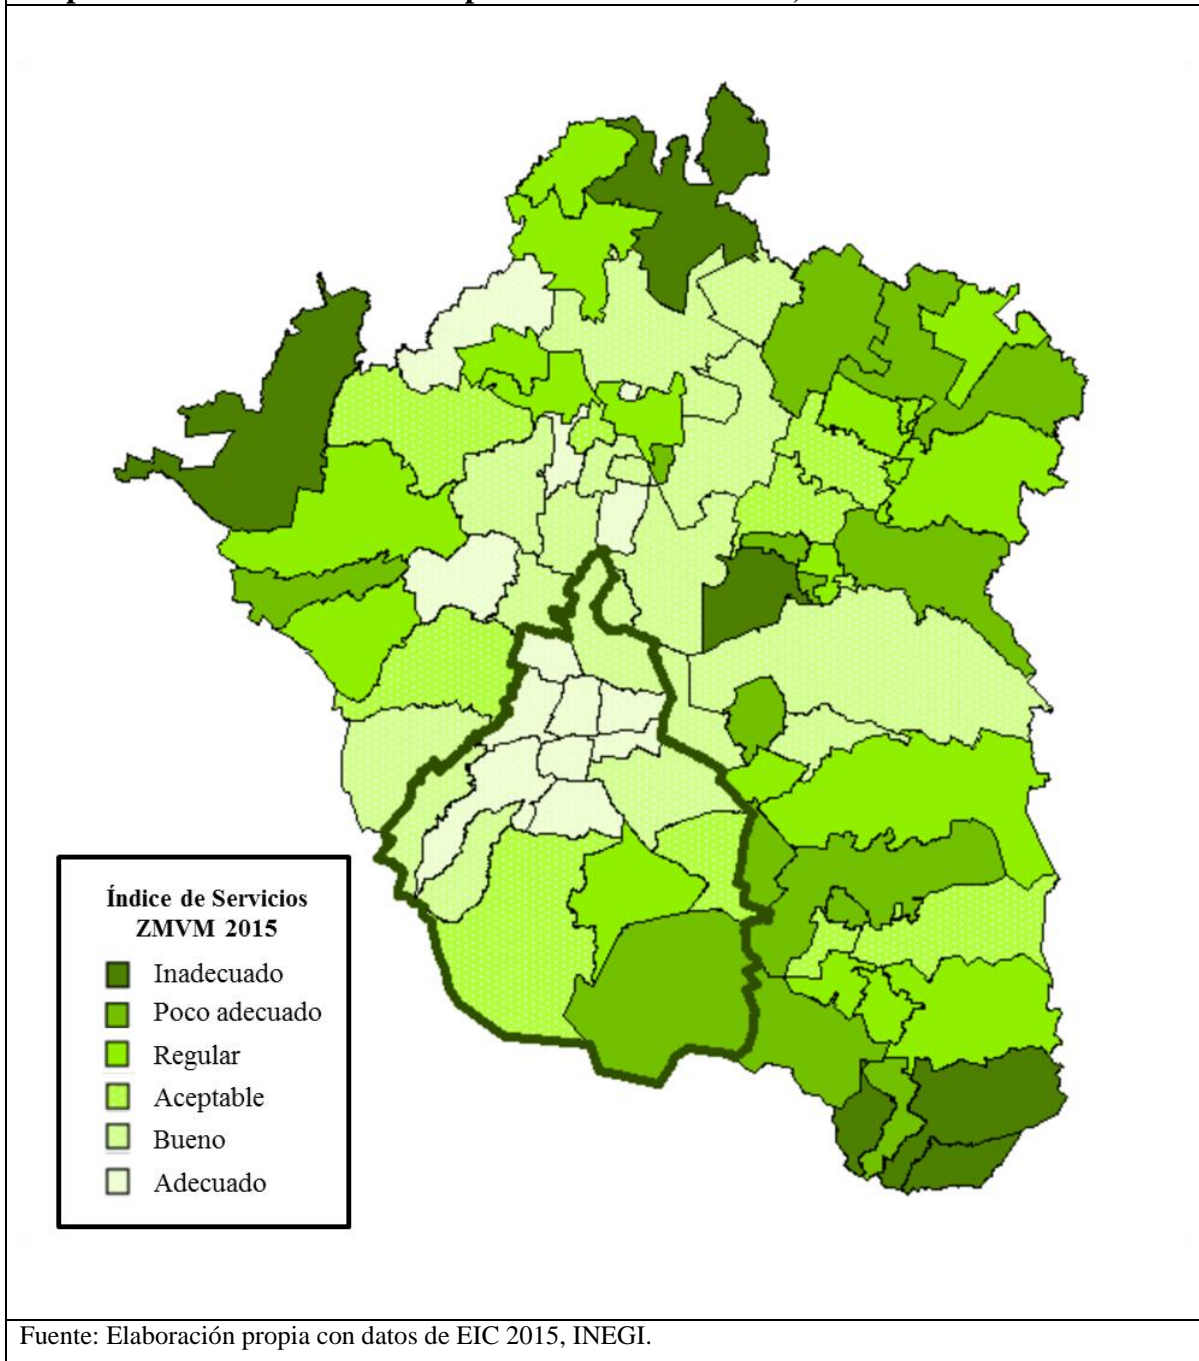 Índice de Servicios
ZMVM 2015
Inadecuado
Poco adecuado
Regular
Aceptable
Bueno
Adecuado
Fuente: Elaboración propia con datos de EIC 2015, INEGI.